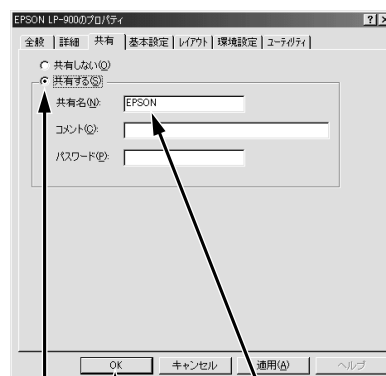 EPSON LP-900のプロパティ
全般 詳細 共有 基本設定 レイアウト 環境設定 ユーティリティ
共有しない(O)
共有する(S)
共有名(N): EPSON
コメント(C):
パスワード(P):
OK キャンセル 適用(A) ヘルプ